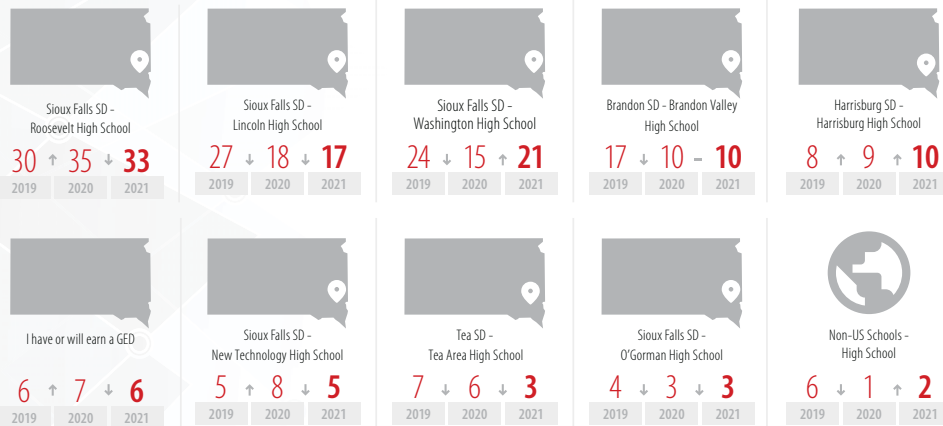 Sioux Falls SD -
Roosevelt High School
30 ↑ 35 ↓ 33
2019 2020 2021
Sioux Falls SD -
Lincoln High School
27 ↓ 18 ↓ 17
2019 2020 2021
Sioux Falls SD -
Washington High School
24 ↓ 15 ↑ 21
2019 2020 2021
Brandon SD - Brandon Valley
High School
17 ↓ 10 - 10
2019 2020 2021
Harrisburg SD -
Harrisburg High School
8 ↑ 9 ↑ 10
2019 2020 2021
I have or will earn a GED
6 ↑ 7 ↓ 6
2019 2020 2021
Sioux Falls SD -
New Technology High School
5 ↑ 8 ↓ 5
2019 2020 2021
Tea SD -
Tea Area High School
7 ↓ 6 ↓ 3
2019 2020 2021
Sioux Falls SD -
O'Gorman High School
4 ↓ 3 ↓ 3
2019 2020 2021
Non-US Schools -
High School
6 ↓ 1 ↑ 2
2019 2020 2021